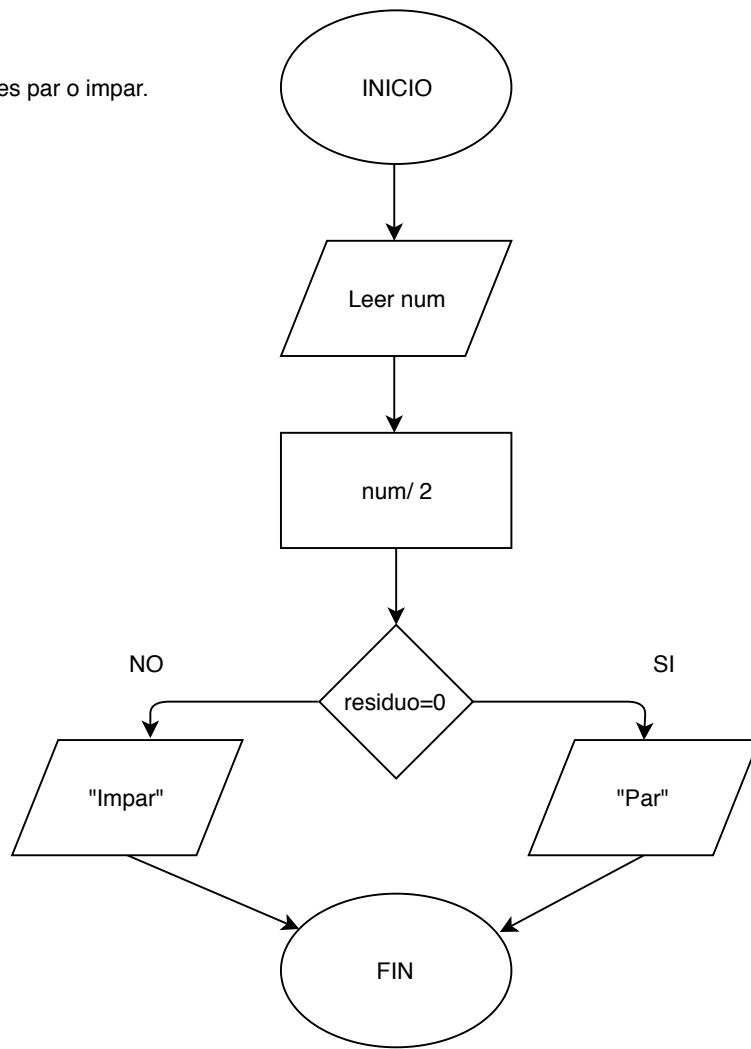 INICIO
es par o impar.
Leer num
num/ 2
NO
SI
residuo=0
"Impar"
"Par"
FIN